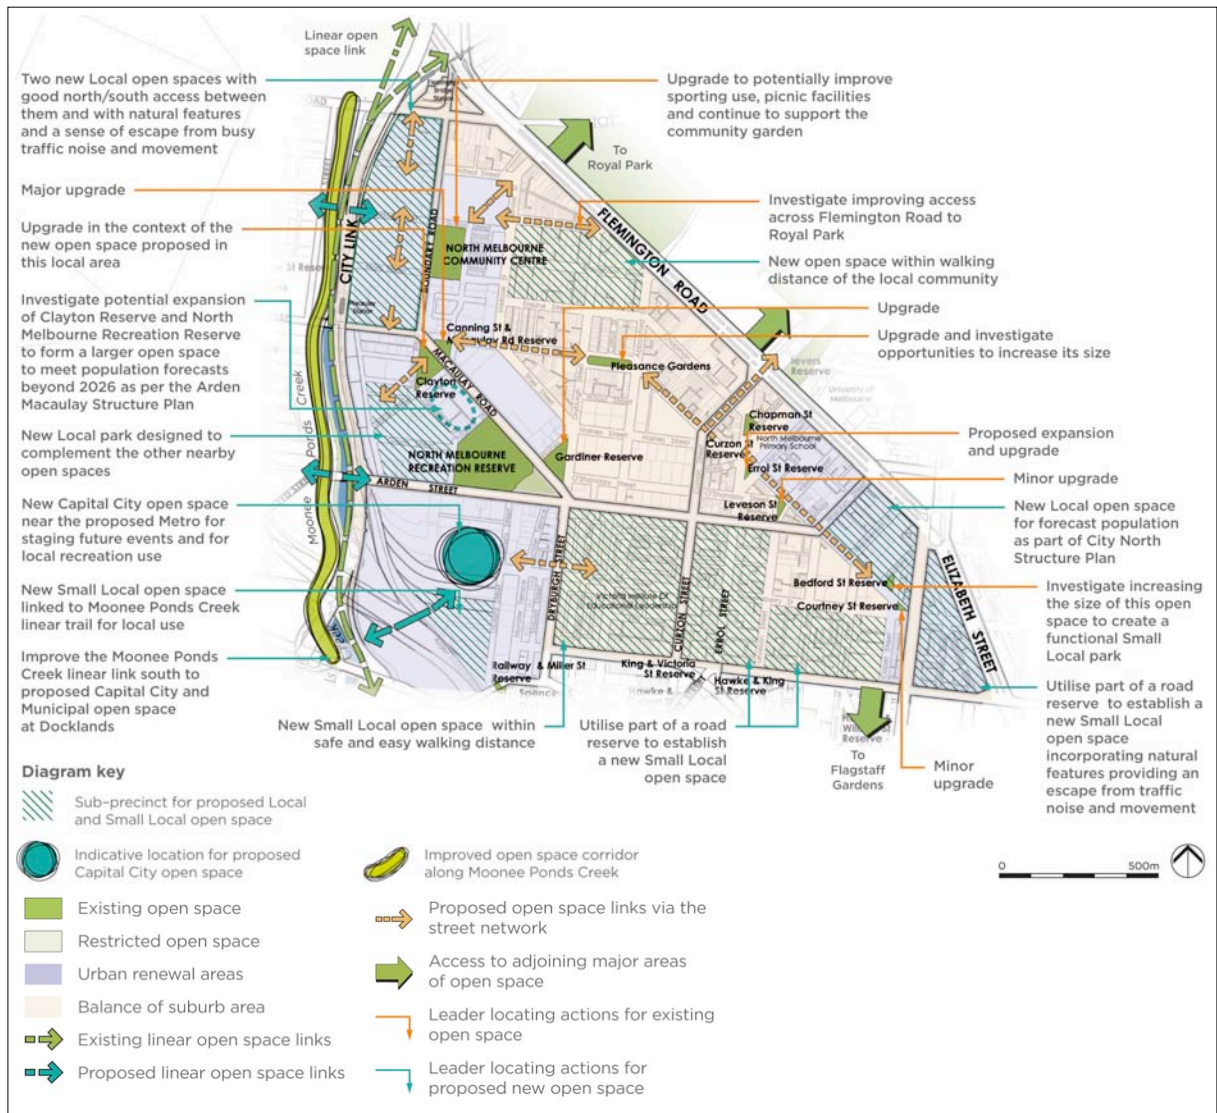 Linear open
space link
Two new Local open spaces with
good north/south access between
them and with natural features
and a sense of escape from busy
traffic noise and movement
Major upgrade
Upgrade in the context of the
new open space proposed in
this local area
Investigate potential expansion
of Clayton Reserve and North
Melbourne Recreation Reserve
to form a larger open space
to meet population forecasts
beyond 2026 as per the Arden
Macaulay Structure Plan
New Local park designed to
complement the other nearby
open spaces
New Capital City open space
near the proposed Metro for
staging future events and for
local recreation use
New Small Local open space
linked to Moonee Ponds Creek
linear trail for local use
Improve the Moonee Ponds
Creek linear link south to
proposed Capital City and
Municipal open space
at Docklands
Upgrade to potentially improve
sporting use, picnic facilities
and continue to support the
community garden
To
Royal Park
Investigate improving access
across Flemington Road to
Royal Park
New open space within walking
distance of the local community
Upgrade
Upgrade and investigate
opportunities to increase its size
Proposed expansion
and upgrade
Minor upgrade
New Local open space
for forecast population
as part of City North
Structure Plan
Investigate increasing
the size of this open
space to create a
functional Small
Local park
Utilise part of a road
reserve to establish a
new Small Local
open space
incorporating natural
features providing an
escape from traffic
noise and movement
CITY LINK
BOUNDARY ROAD
FLEMINGTON ROAD
NORTH MELBOURNE
COMMUNITY CENTRE
Canning St &
Macaulay Rd Reserve
MACAULAY ROAD
Clayton
Reserve
Pleasance Gardens
NORTH MELBOURNE
RECREATION RESERVE
Gardiner Reserve
ARDEN STREET
Moonee Ponds Creek
Chapman St
Reserve
North Melbourne
Primary School
Curzon St
Reserve
Errol St Reserve
Leveson St
Reserve
University of
Melbourne
Bedford St Reserve
Courtney St Reserve
ELIZABETH STREET
DRYBURGH STREET
CURZON STREET
ERROL STREET
Victoria Institute Of
Educational Leadership
Railway & Miller St
Reserve
King & Victoria
St Reserve
Hawke & King
St Reserve
New Small Local open space within
safe and easy walking distance
Utilise part of a road
reserve to establish
a new Small Local
open space
To
Flagstaff
Gardens
Minor
upgrade
Diagram key
Sub-precinct for proposed Local
and Small Local open space
Indicative location for proposed
Capital City open space
Existing open space
Restricted open space
Urban renewal areas
Balance of suburb area
Existing linear open space links
Proposed linear open space links
Improved open space corridor
along Moonee Ponds Creek
Proposed open space links via the
street network
Access to adjoining major areas
of open space
Leader locating actions for existing
open space
Leader locating actions for
proposed new open space
0 500m